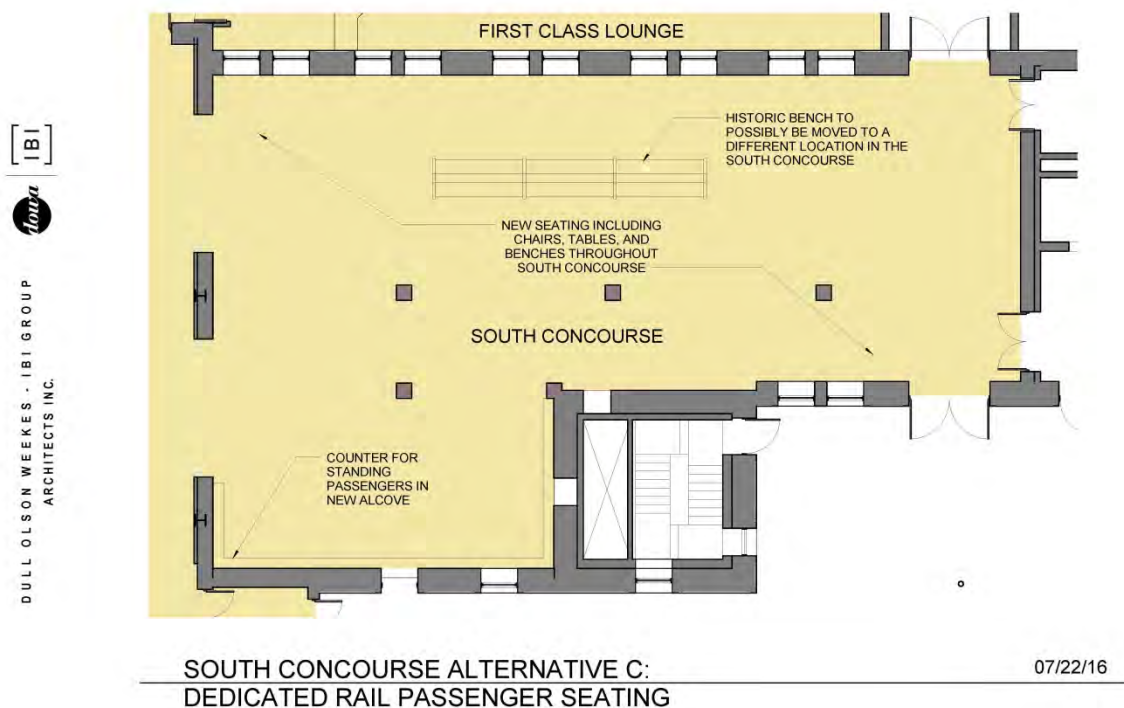 FIRST CLASS LOUNGE
HISTORIC BENCH TO
POSSIBLY BE MOVED TO A
DIFFERENT LOCATION IN THE
SOUTH CONCOURSE
NEW SEATING INCLUDING
CHAIRS, TABLES, AND
BENCHES THROUGHOUT
SOUTH CONCOURSE
SOUTH CONCOURSE
COUNTER FOR
STANDING
PASSENGERS IN
NEW ALCOVE
[IBI]
dowa
DULL OLSON WEEKES - IBI GROUP
ARCHITECTS INC.
SOUTH CONCOURSE ALTERNATIVE C:
DEDICATED RAIL PASSENGER SEATING
07/22/16